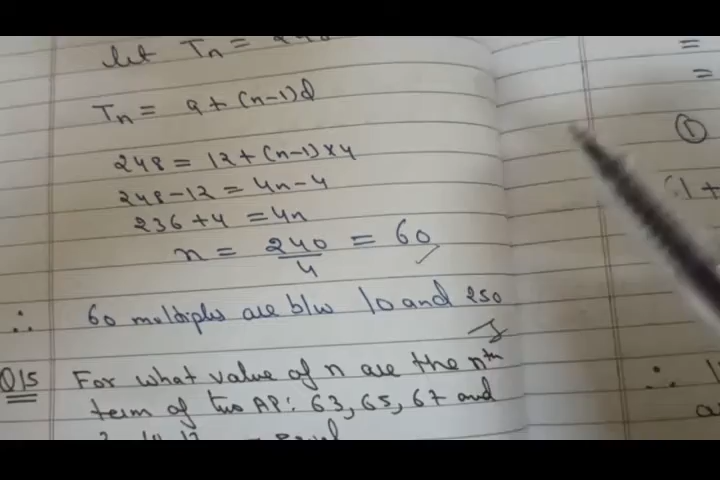 let Tn =
Tn = a + (n-1)d
248 = 12 + (n-1)×4
248-12 = 4n-4
236+4 = 4n
n = 240/4 = 60
∴ 60 multiples are b/w 10 and 250
Q15 For what value of n are the nth
term of two AP: 63, 65, 67 and
=
=
①
1+
∴